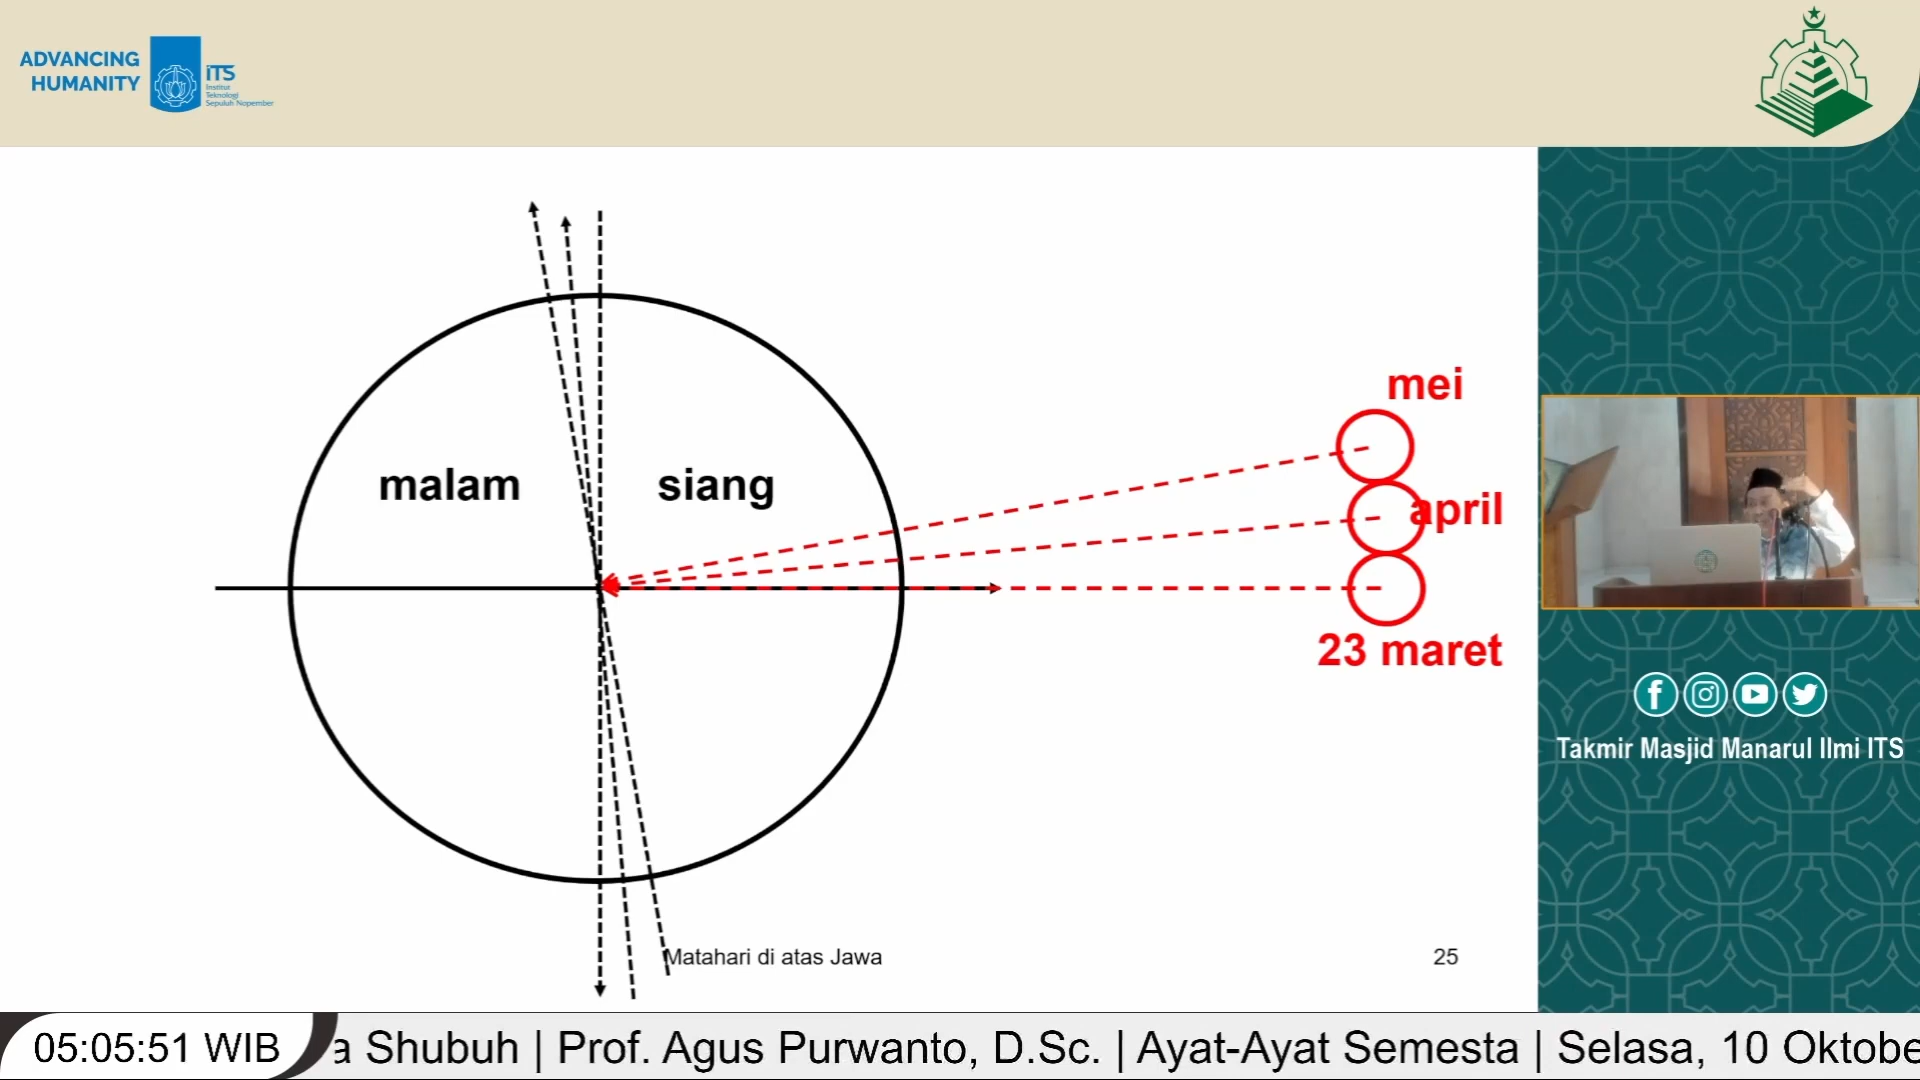 ADVANCING
HUMANITY
iTS
Institut
Teknologi
Sepuluh Nopember
mei
malam
siang
april
23 maret
Takmir Masjid Manarul Ilmi ITS
Matahari di atas Jawa
25
05:05:51 WIB
a Shubuh | Prof. Agus Purwanto, D.Sc. | Ayat-Ayat Semesta | Selasa, 10 Oktobe